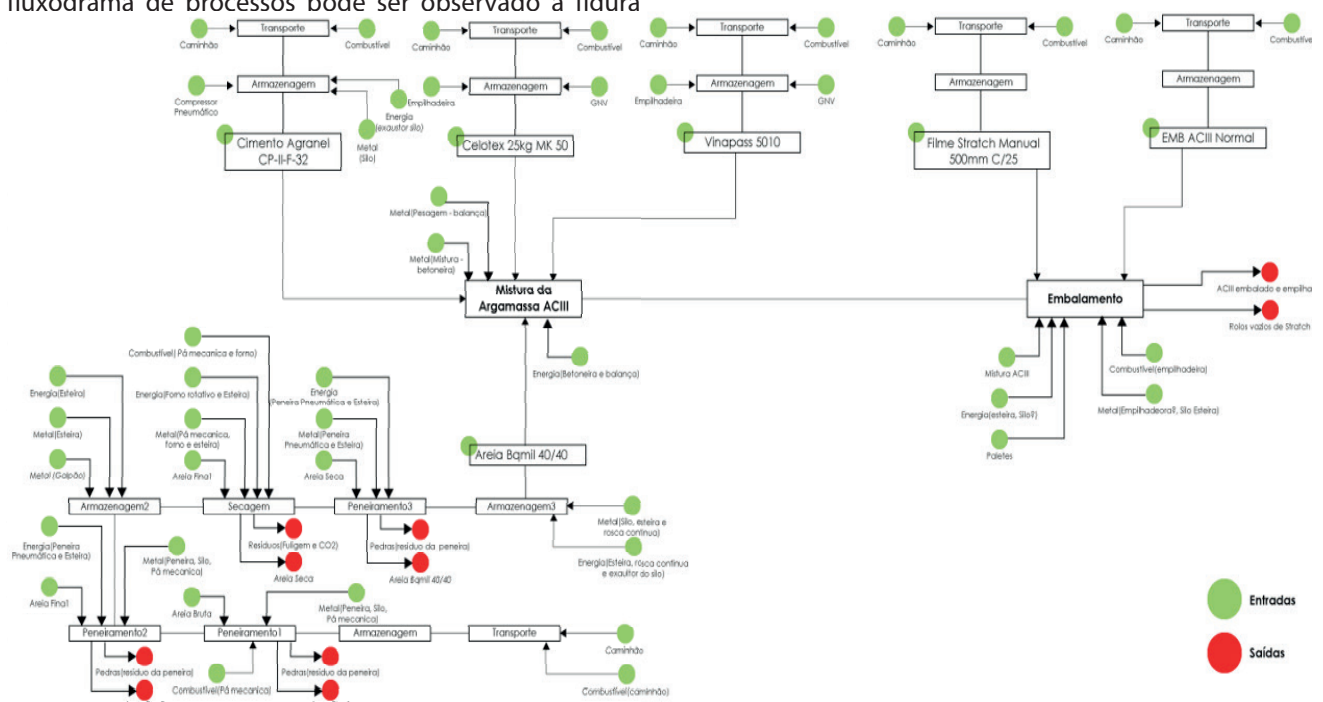 fluxodrama de processos pode ser observado a figura
Transporte
Caminhão
Combustível
Armazenagem
Compressor
Pneumático
Energia
(exaustor silo)
Metal
(Silo)
Cimento Agranel
CP-II-F-32
Transporte
Caminhão
Combustível
Armazenagem
Empilhadeira
GNV
Celotex 25kg MK 50
Transporte
Caminhão
Combustível
Armazenagem
Empilhadeira
GNV
Vinapass 5010
Transporte
Caminhão
Combustível
Armazenagem
Filme Stratch Manual
500mm C/25
Transporte
Caminhão
Combustíve
Armazenagem
EMB ACIII Normal
Metal(Pesagem - balança)
Metal(Mistura -
betoneira)
Mistura da
Argamassa ACIII
Energia(Betoneira e balança)
Embalamento
ACIII embalado e empilha
Rolos vazios de Stratch
Mistura ACIII
Energia(esteira, Silo?)
Paletes
Combustível(empilhadeira)
Metal(Empilhadeora?, Silo Esteira)
Combustível( Pá mecanica e forno)
Energia(Esteira)
Energia(Forno rotativo e Esteira)
Energia
(Peneira Pneumática e Esteira)
Metal(Esteira)
Metal(Pá mecanica,
forno e esteira)
Metal(Peneira
Pneumática e Esteira)
Metal (Galpão)
Areia Fina1
Areia Seca
Areia Bqmil 40/40
Armazenagem2
Secagem
Peneiramento3
Armazenagem3
Metal(Silo, esteira e
rosca continua)
Energia(Esteira, rosca continua
e exaultor do silo)
Resíduos(Fuligem e CO2)
Areia Seca
Pedras(resíduo da peneira)
Areia Bqmil 40/40
Energia(Peneira
Pneumática e Esteira)
Metal(Peneira, Silo,
Pá mecanica)
Areia Fina1
Areia Bruta
Metal(Peneira, Silo,
Pá mecanica)
Peneiramento2
Peneiramento1
Armazenagem
Transporte
Caminhão
Combustível(caminhão)
Pedras(resíduo da peneira)
Combustível(Pá mecanica)
Pedras(resíduo da peneira)
Entradas
Saídas